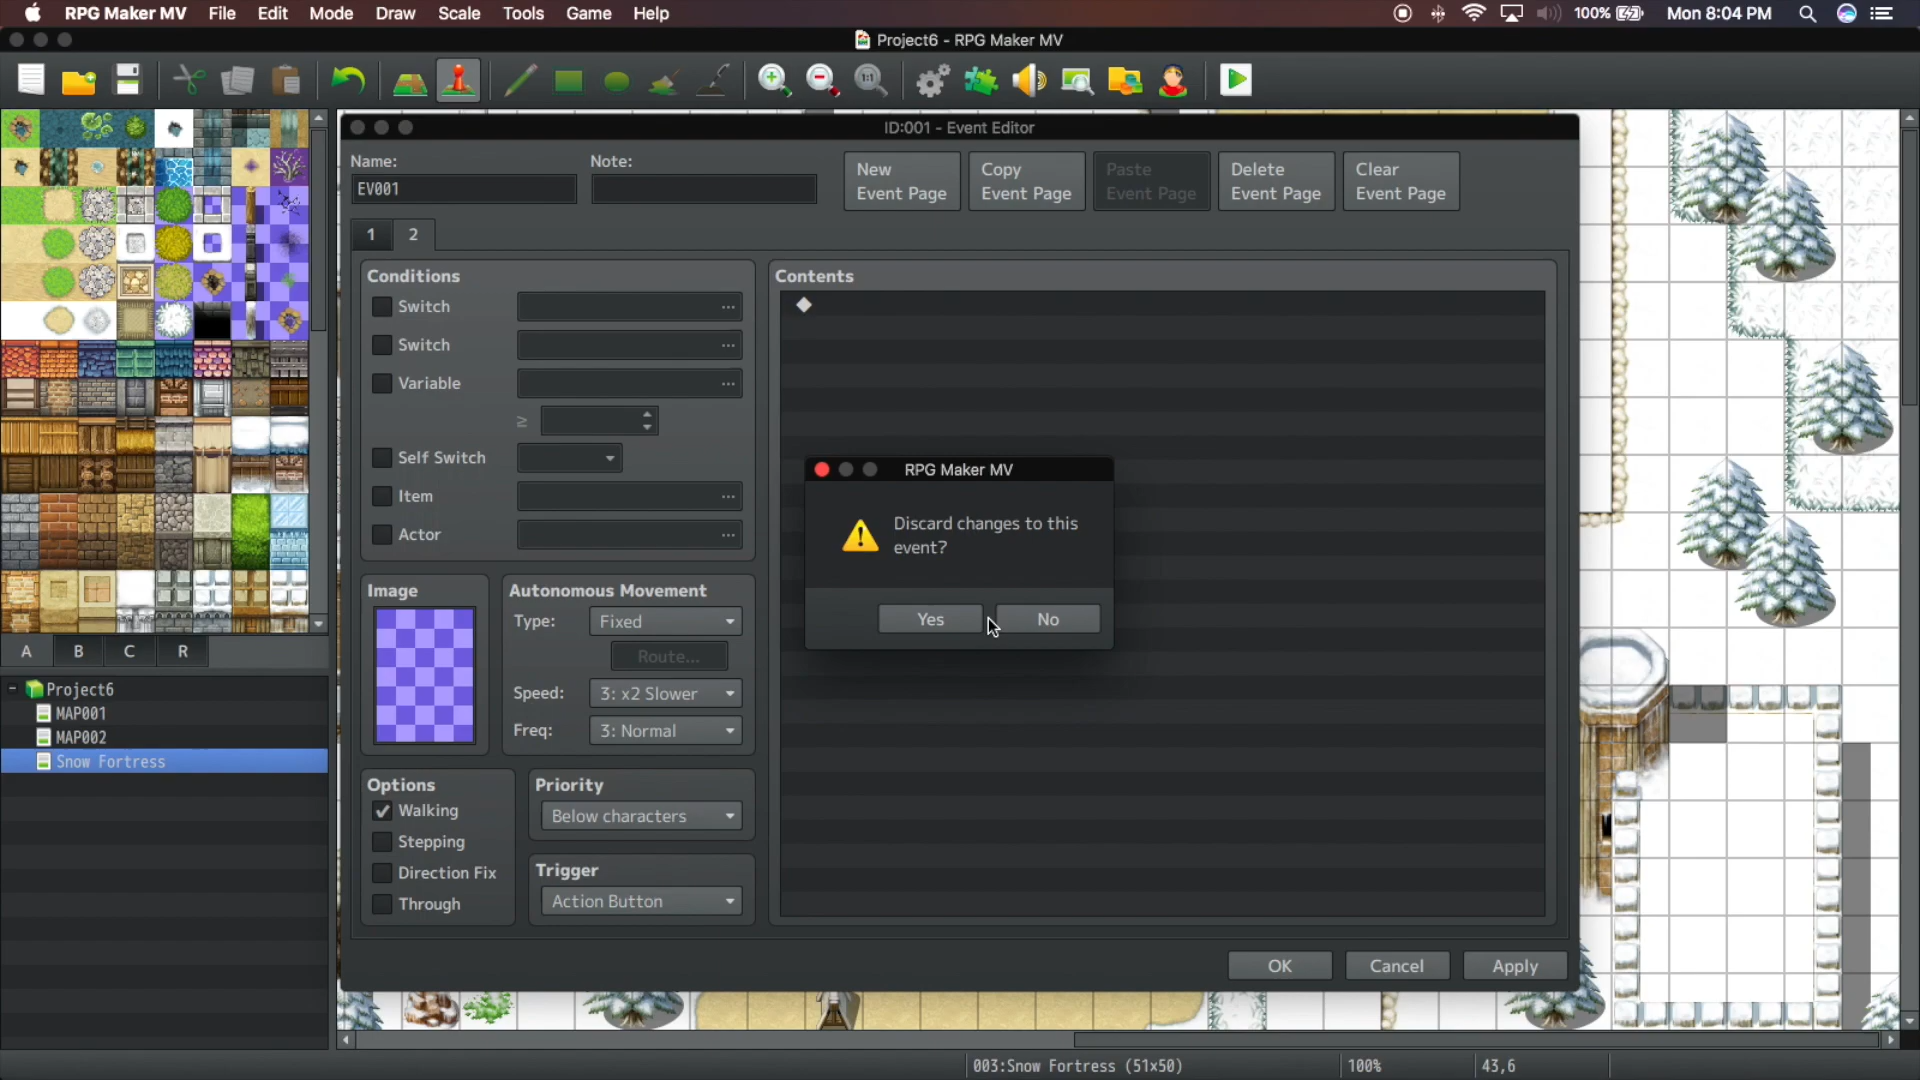 RPG Maker MV File Edit Mode Draw Scale Tools Game Help 100% Mon 8:04 PM
Project6 - RPG Maker MV
1:1
ID:001 - Event Editor
Name: Note:
EV001
New Event Page
Copy Event Page
Paste Event Page
Delete Event Page
Clear Event Page
1 2
Conditions
Switch ...
Switch ...
Variable ...
≥
Self Switch
Item ...
Actor ...
Contents
Image
Autonomous Movement
Type: Fixed
Route...
Speed: 3: x2 Slower
Freq: 3: Normal
Options
Walking
Stepping
Direction Fix
Through
Priority
Below characters
Trigger
Action Button
RPG Maker MV
Discard changes to this
event?
Yes No
OK Cancel Apply
A B C R
Project6
MAP001
MAP002
Snow Fortress
003:Snow Fortress (51x50) 100% 43,6